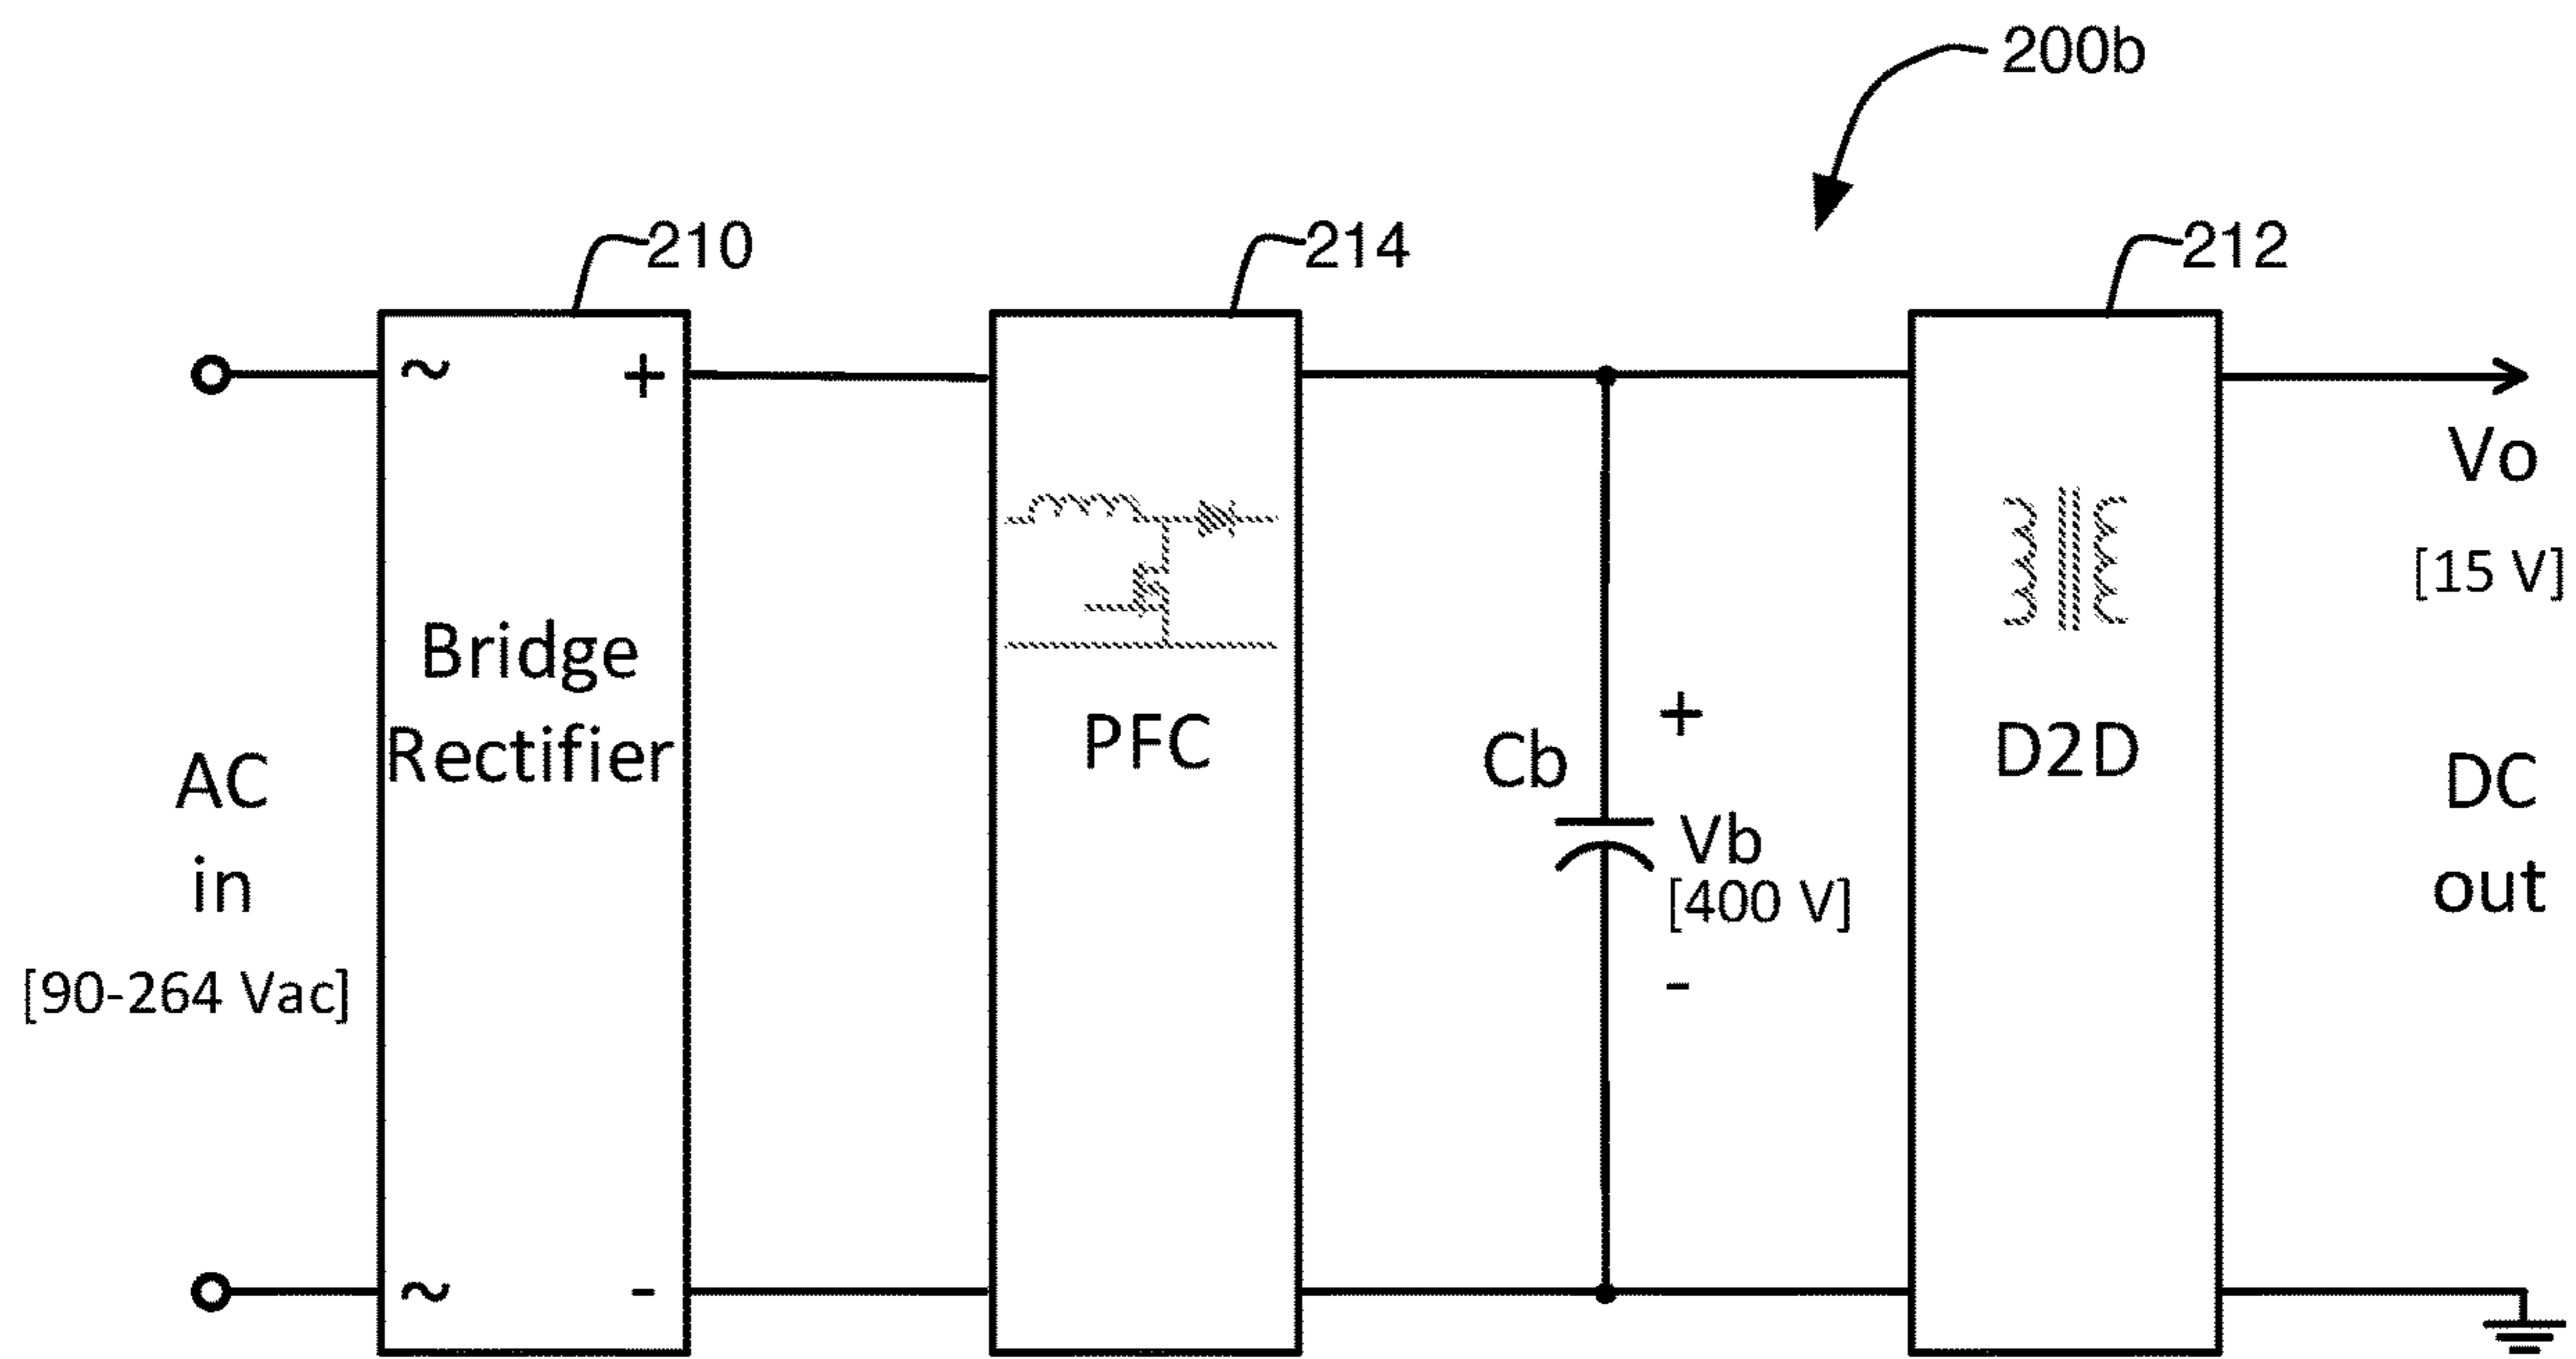 200b
210
214
212
~
+
~
-
Bridge
Rectifier
AC
in
[90-264 Vac]
PFC
Cb
+
Vb
[400 V]
-
D2D
Vo
[15 V]
DC
out